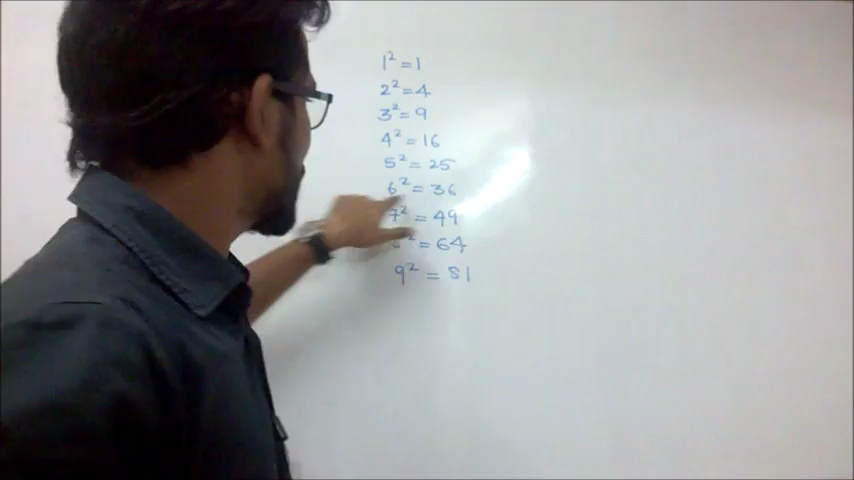 1² = 1
2² = 4
3² = 9
4² = 16
5² = 25
6² = 36
7² = 49
² = 64
9² = 81